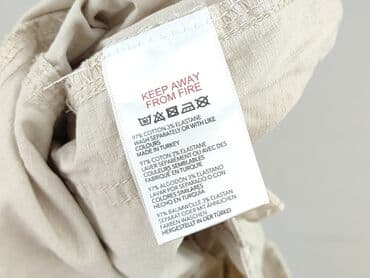 KEEP AWAY
FROM FIRE
97% COTTON 3% ELASTANE
WASH SEPARATELY OR WITH LIKE
COLOURS
MADE IN TURKEY
97% COTON 3% ELASTANE
LAVER SÉPARÉMENT OU AVEC DES
COULEURS SEMBLABLES
FABRIQUÉ EN TURQUIE
97% ALGODÓN 3% ELASTANO
LAVAR POR SEPARADO O CON
COLORES SIMILARES
HECHO EN TURQUÍA
97% BAUMWOLLE 3% ELASTAN
SEPARAT ODER MIT ÄHNLICHEN
FARBEN WASCHEN
HERGESTELLT IN DER TÜRKEI